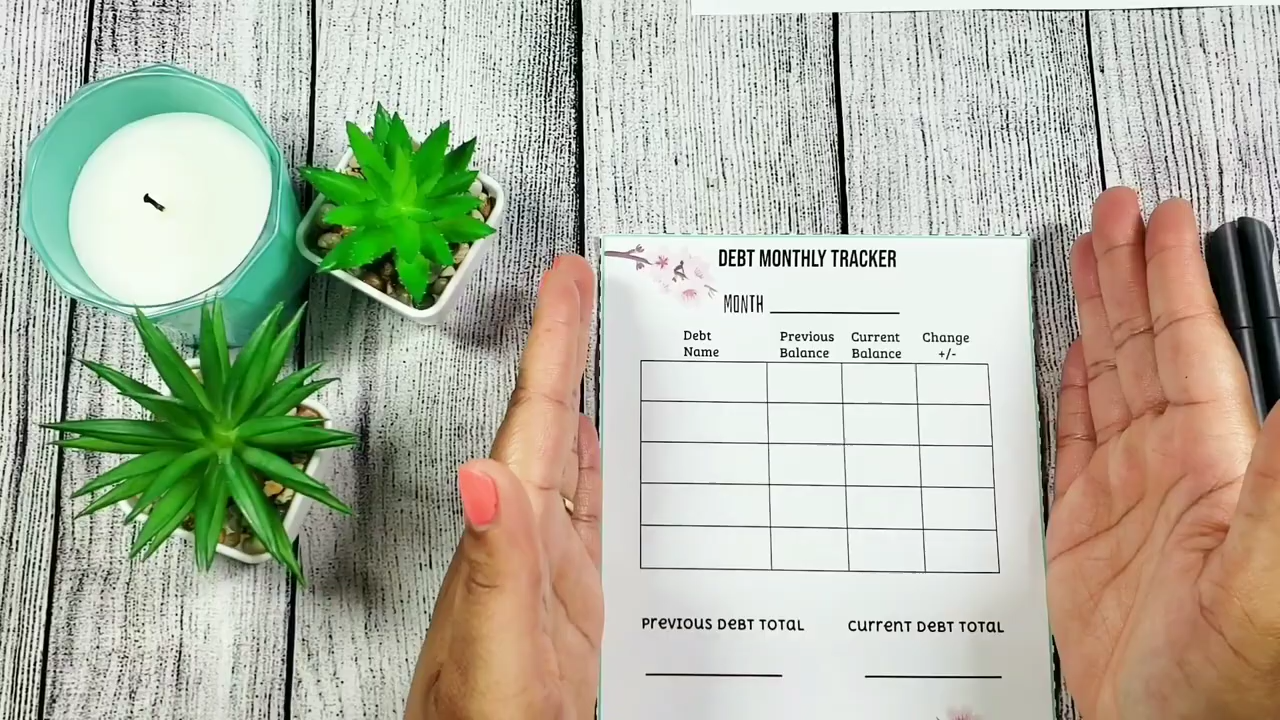 DEBT MONTHLY TRACKER
MONTH
Debt Name Previous Balance Current Balance Change +/-
Previous Debt Total Current Debt Total